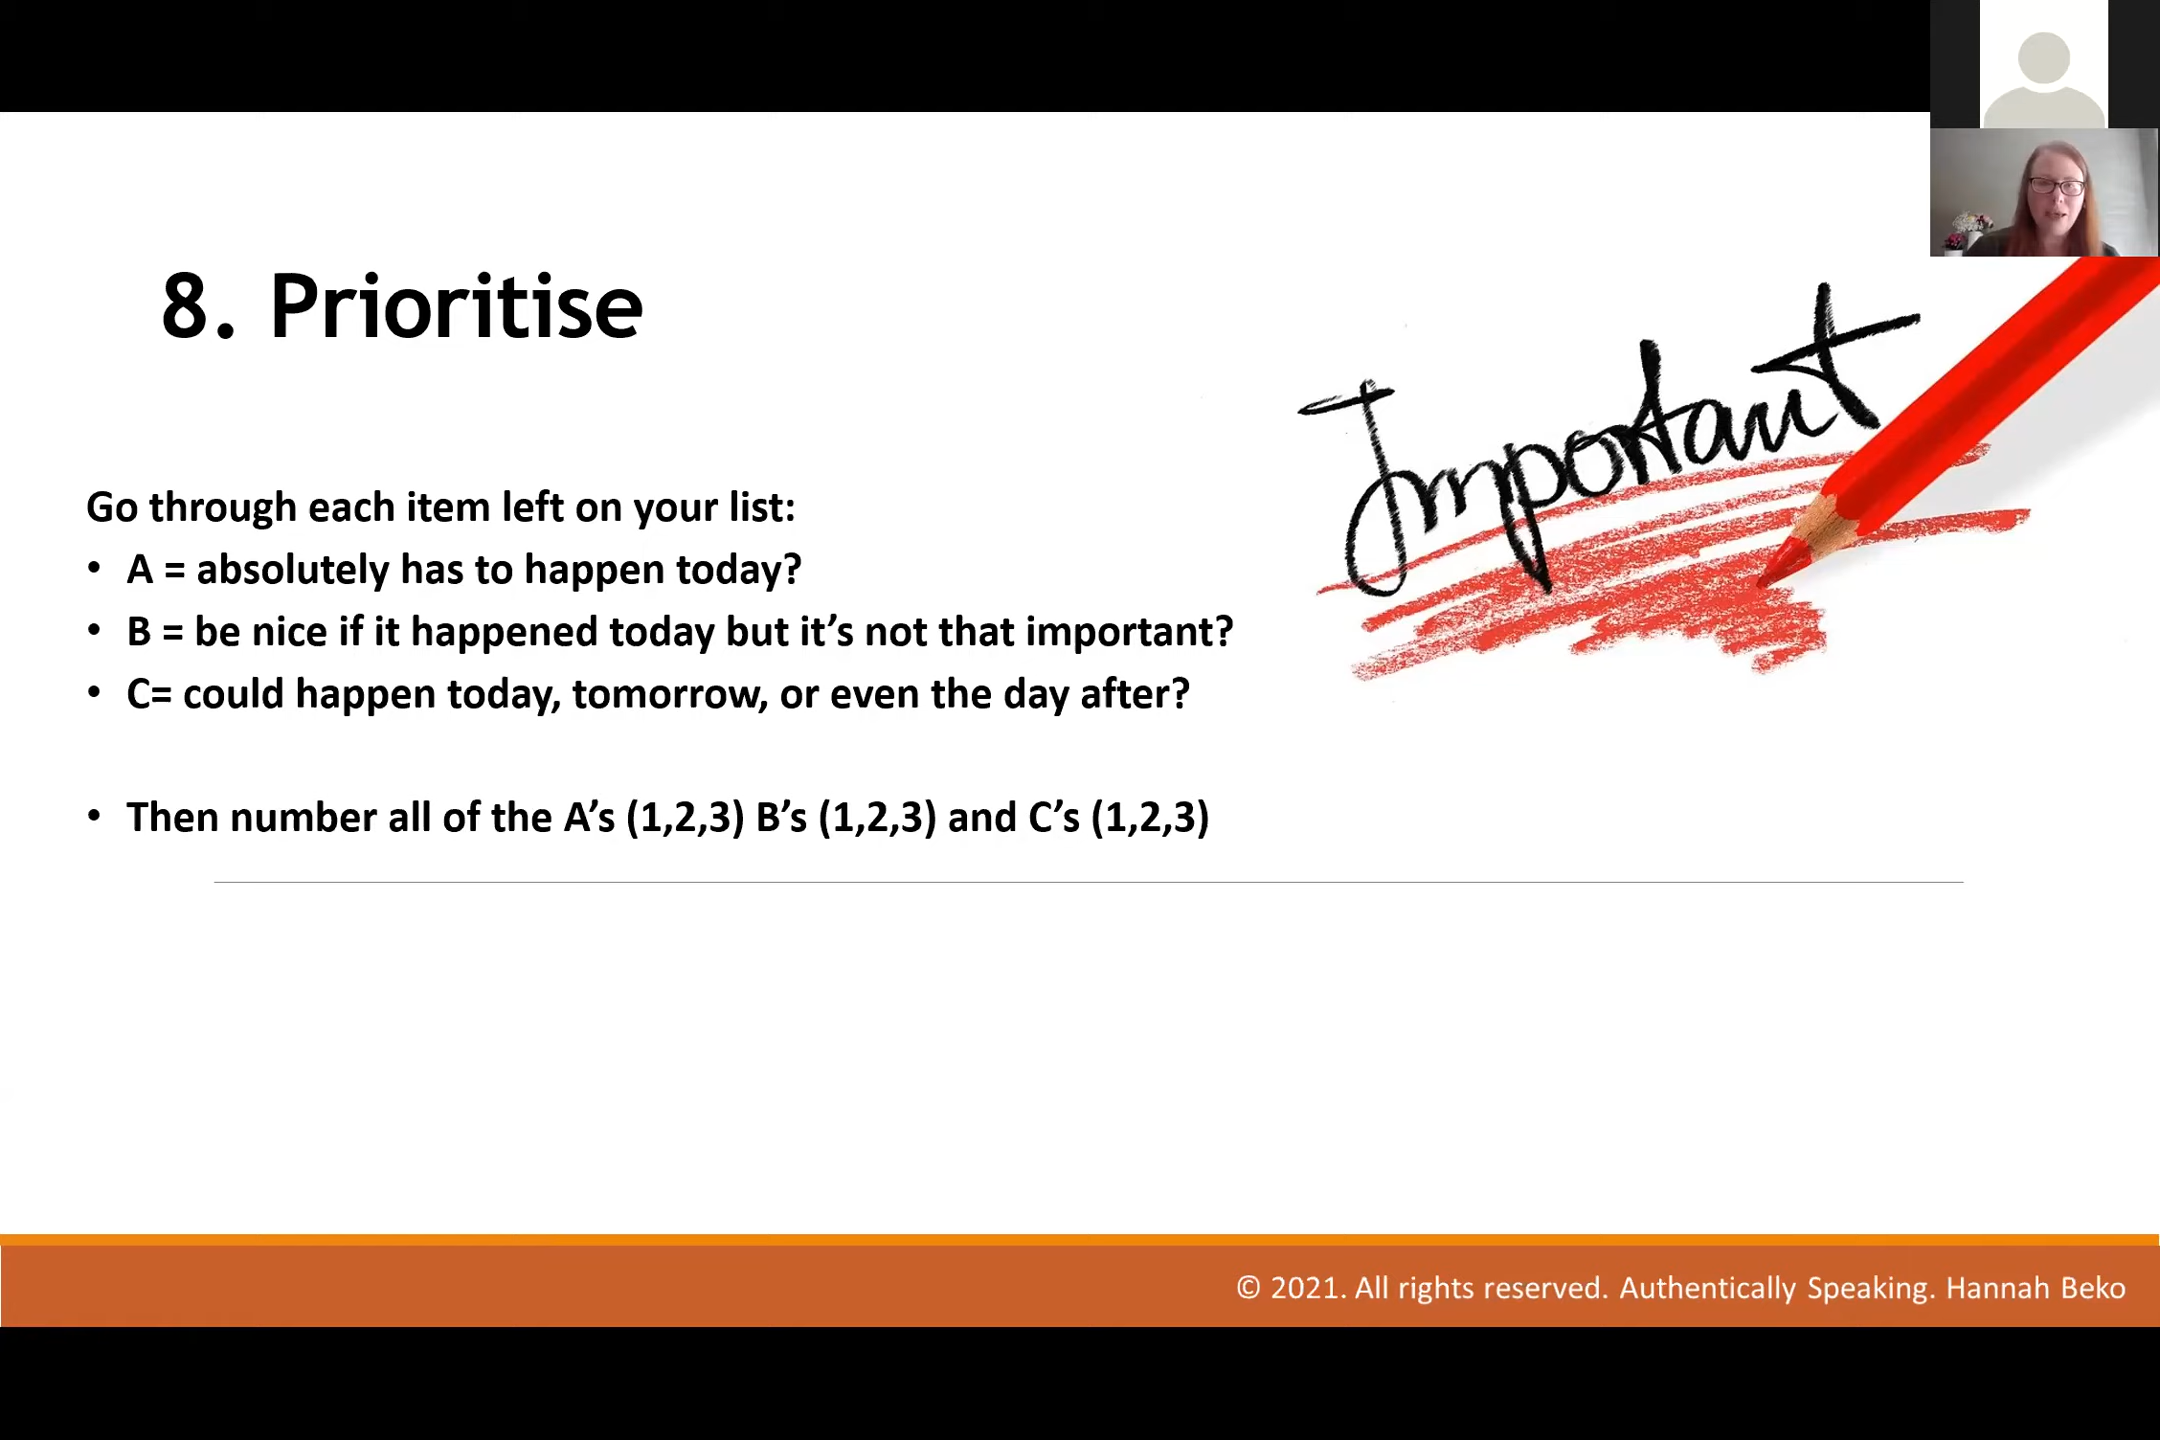 8. Prioritise
Important
Go through each item left on your list:
• A = absolutely has to happen today?
• B = be nice if it happened today but it’s not that important?
• C= could happen today, tomorrow, or even the day after?
• Then number all of the A’s (1,2,3) B’s (1,2,3) and C’s (1,2,3)
© 2021. All rights reserved. Authentically Speaking. Hannah Beko